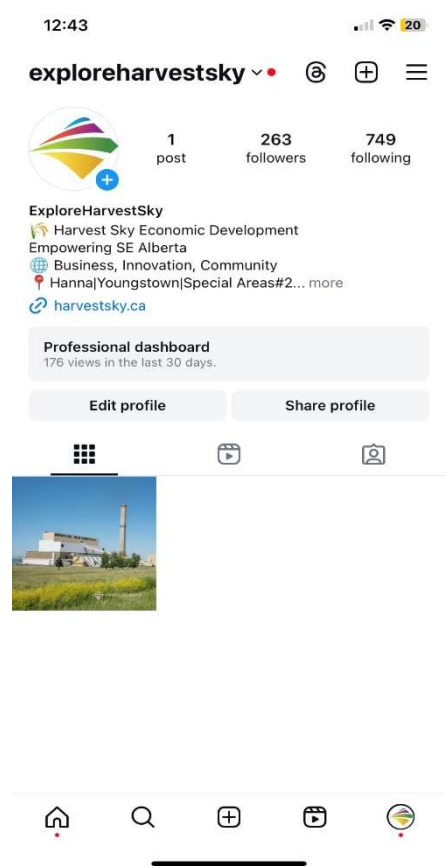 12:43
20
exploreharvestsky
1
post
263
followers
749
following
ExploreHarvestSky
🌾 Harvest Sky Economic Development
Empowering SE Alberta
🌐 Business, Innovation, Community
📍 Hanna|Youngstown|Special Areas#2... more
harvestsky.ca
Professional dashboard
176 views in the last 30 days.
Edit profile
Share profile